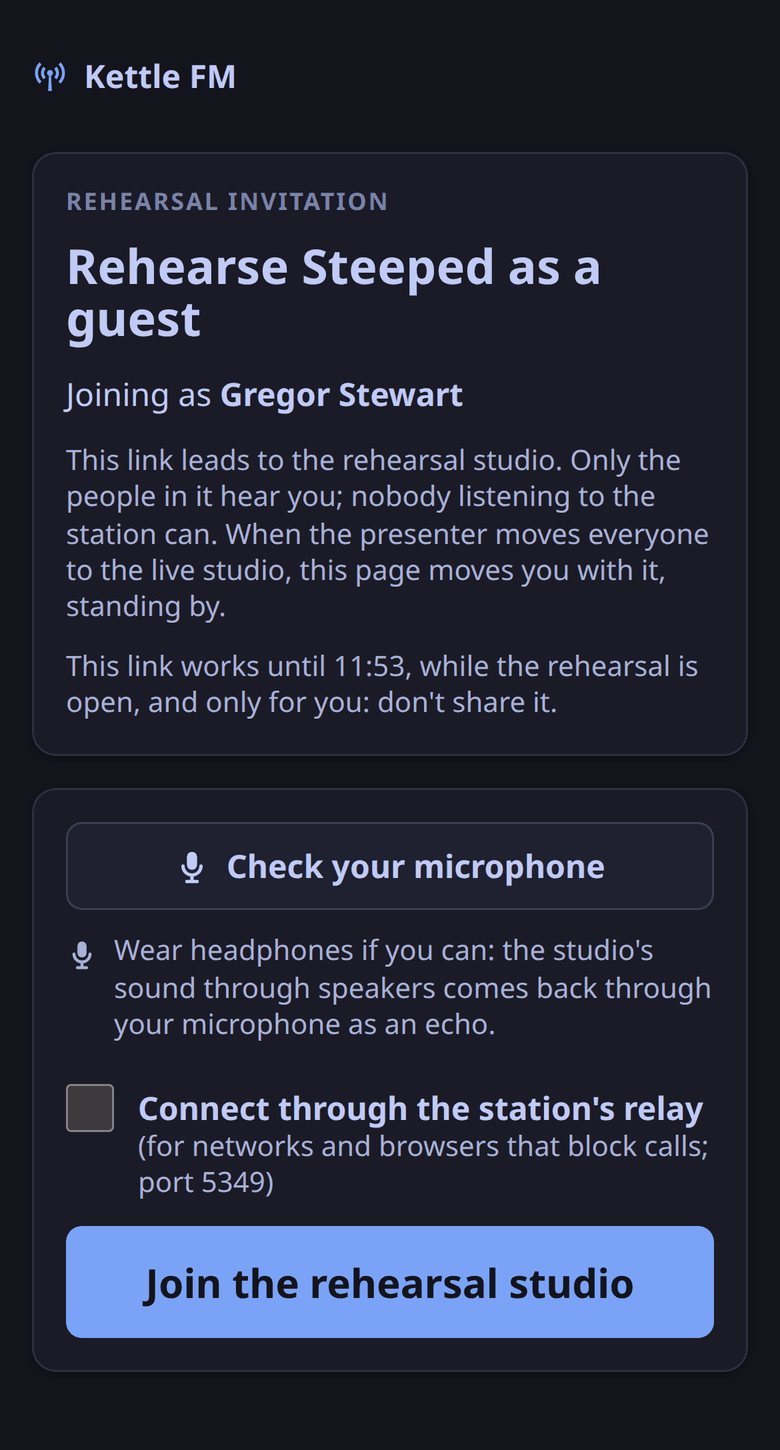 Kettle FM
REHEARSAL INVITATION
Rehearse Steeped as a
guest
Joining as Gregor Stewart
This link leads to the rehearsal studio. Only the
people in it hear you; nobody listening to the
station can. When the presenter moves everyone
to the live studio, this page moves you with it,
standing by.
This link works until 11:53, while the rehearsal is
open, and only for you: don't share it.
Check your microphone
Wear headphones if you can: the studio's
sound through speakers comes back through
your microphone as an echo.
Connect through the station's relay
(for networks and browsers that block calls;
port 5349)
Join the rehearsal studio